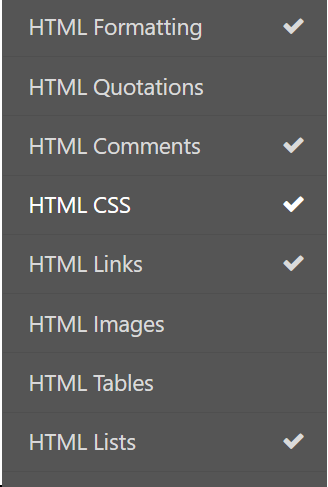 HTML Formatting
HTML Quotations
HTML Comments
HTML CSS
HTML Links
HTML Images
HTML Tables
HTML Lists